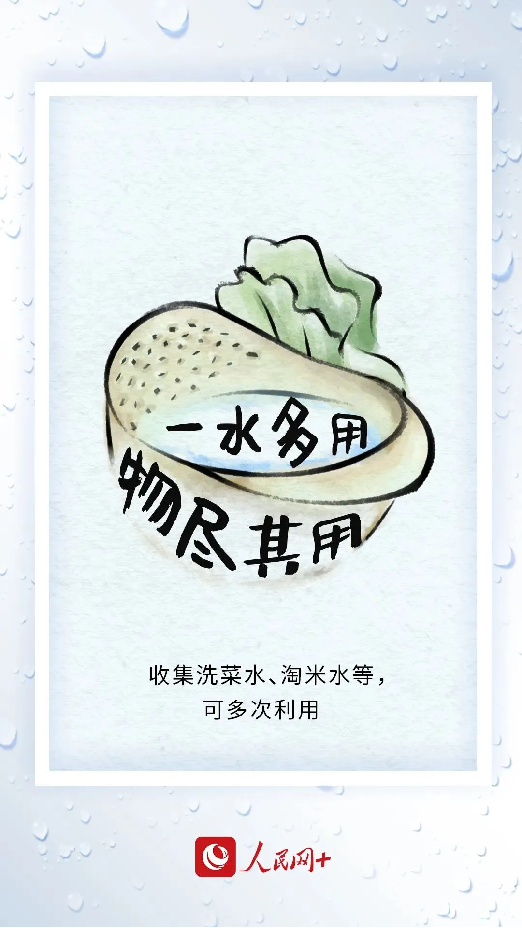 一水多用
物尽其用
收集洗菜水、淘米水等，
可多次利用
人民网+